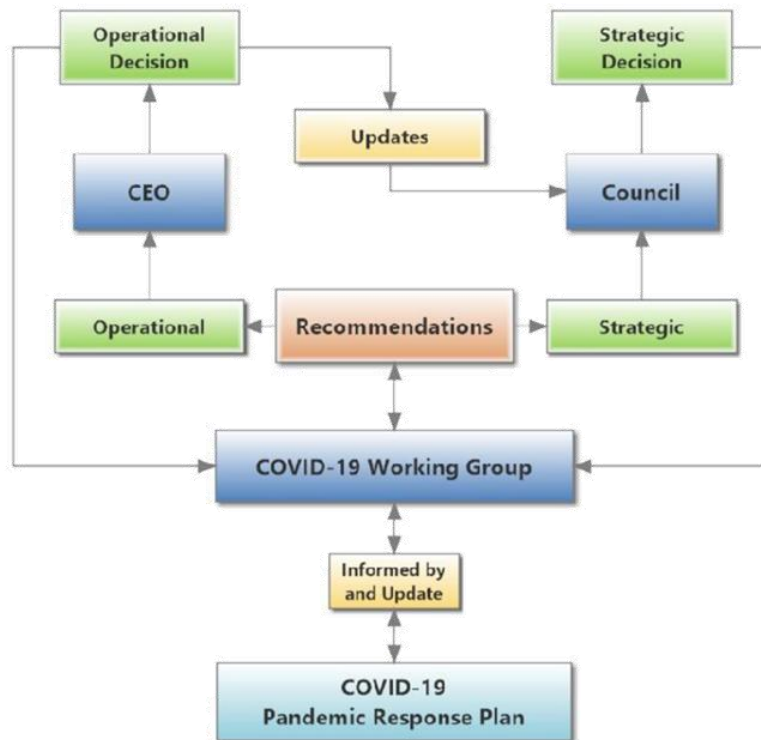 Operational
Decision
Strategic
Decision
Updates
CEO
Council
Operational
Recommendations
Strategic
COVID-19 Working Group
Informed by
and Update
COVID-19
Pandemic Response Plan